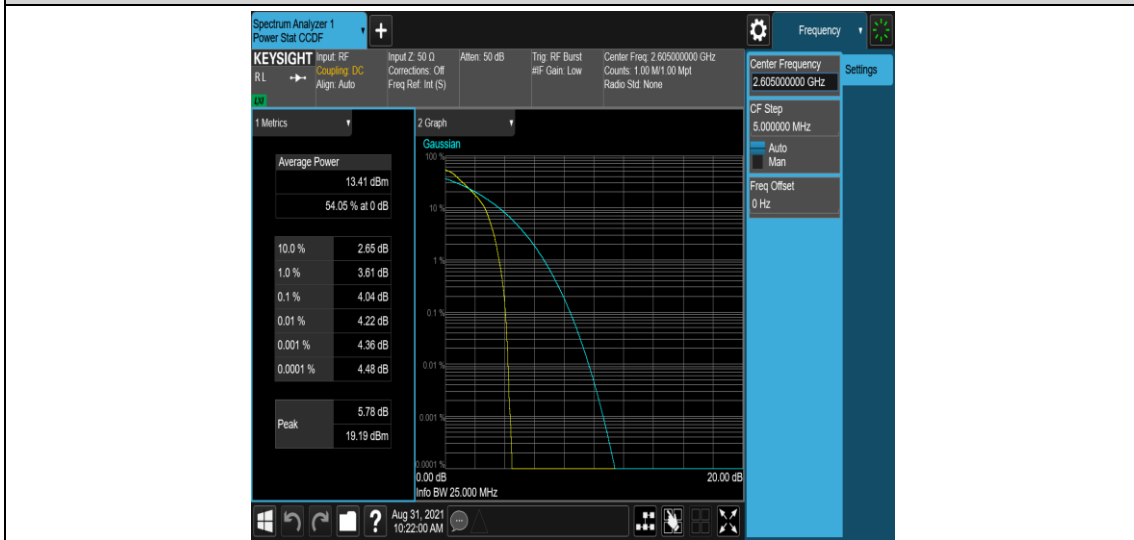 Spectrum Analyzer 1
Power Stat CCDF
Frequency
KEYSIGHT
RL
Input: RF
Coupling: DC
Align: Auto
Input Z: 50 Ω
Corrections: Off
Freq Ref: Int (S)
Atten: 50 dB
Trig: RF Burst
#IF Gain: Low
Center Freq: 2.605000000 GHz
Counts: 1.00 M/1.00 Mpt
Radio Std: None
Center Frequency
2.605000000 GHz
Settings
CF Step
5.000000 MHz
Auto
Man
Freq Offset
0 Hz
1 Metrics
Average Power
13.41 dBm
54.05 % at 0 dB
10.0 % 2.65 dB
1.0 % 3.61 dB
0.1 % 4.04 dB
0.01 % 4.22 dB
0.001 % 4.36 dB
0.0001 % 4.48 dB
Peak
5.78 dB
19.19 dBm
2 Graph
Gaussian
100 %
10 %
1 %
0.1 %
0.01 %
0.001 %
0.0001 %
0.00 dB 20.00 dB
Info BW 25.000 MHz
Aug 31, 2021
10:22:00 AM